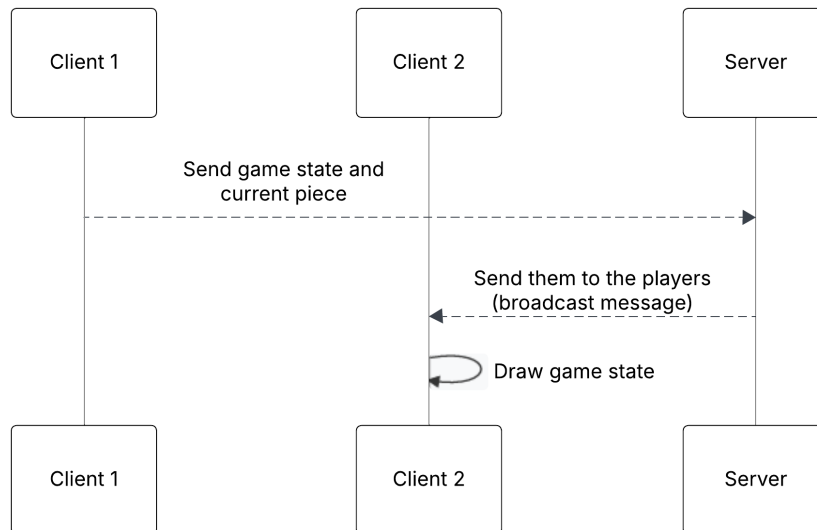 Client 1
Client 2
Server
Send game state and
current piece
Send them to the players
(broadcast message)
Draw game state
Client 1
Client 2
Server